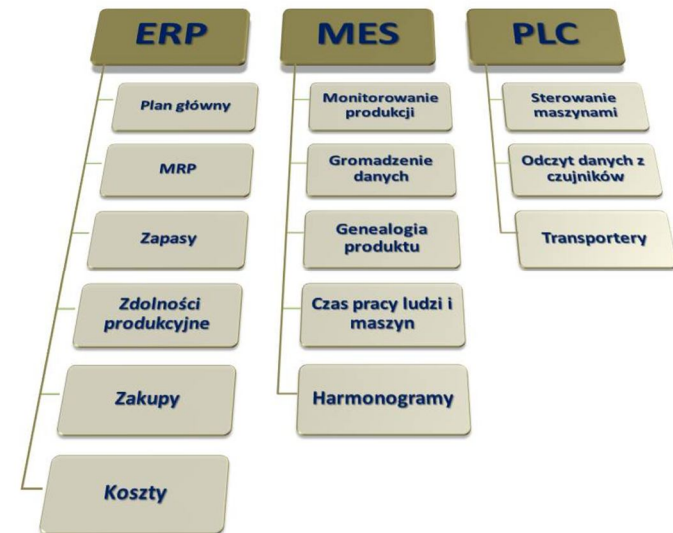 ERP
Plan główny
MRP
Zapasy
Zdolności
produkcyjne
Zakupy
Koszty
MES
Monitorowanie
produkcji
Gromadzenie
danych
Genealogia
produktu
Czas pracy ludzi i
maszyn
Harmonogramy
PLC
Sterowanie
maszynami
Odczyt danych z
czujników
Transportery